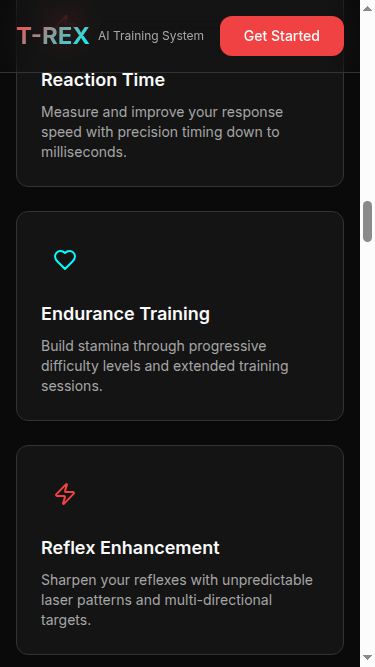 T-REX AI Training System Get Started
Reaction Time
Measure and improve your response
speed with precision timing down to
milliseconds.
Endurance Training
Build stamina through progressive
difficulty levels and extended training
sessions.
Reflex Enhancement
Sharpen your reflexes with unpredictable
laser patterns and multi-directional
targets.